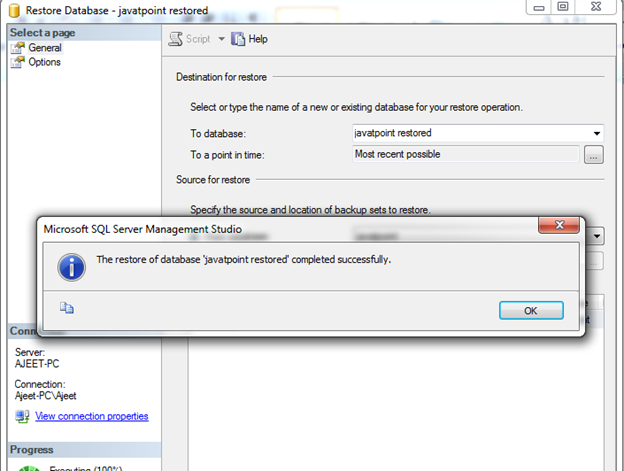 Restore Database - javatpoint restored
Select a page
General
Options
Script
Help
Destination for restore
Select or type the name of a new or existing database for your restore operation.
To database:
javatpoint restored
To a point in time:
Most recent possible
...
Source for restore
Specify the source and location of backup sets to restore.
Microsoft SQL Server Management Studio
The restore of database 'javatpoint restored' completed successfully.
OK
Server:
AJEET-PC
Connection:
Ajeet-PC\Ajeet
View connection properties
Progress
Executing (100%)